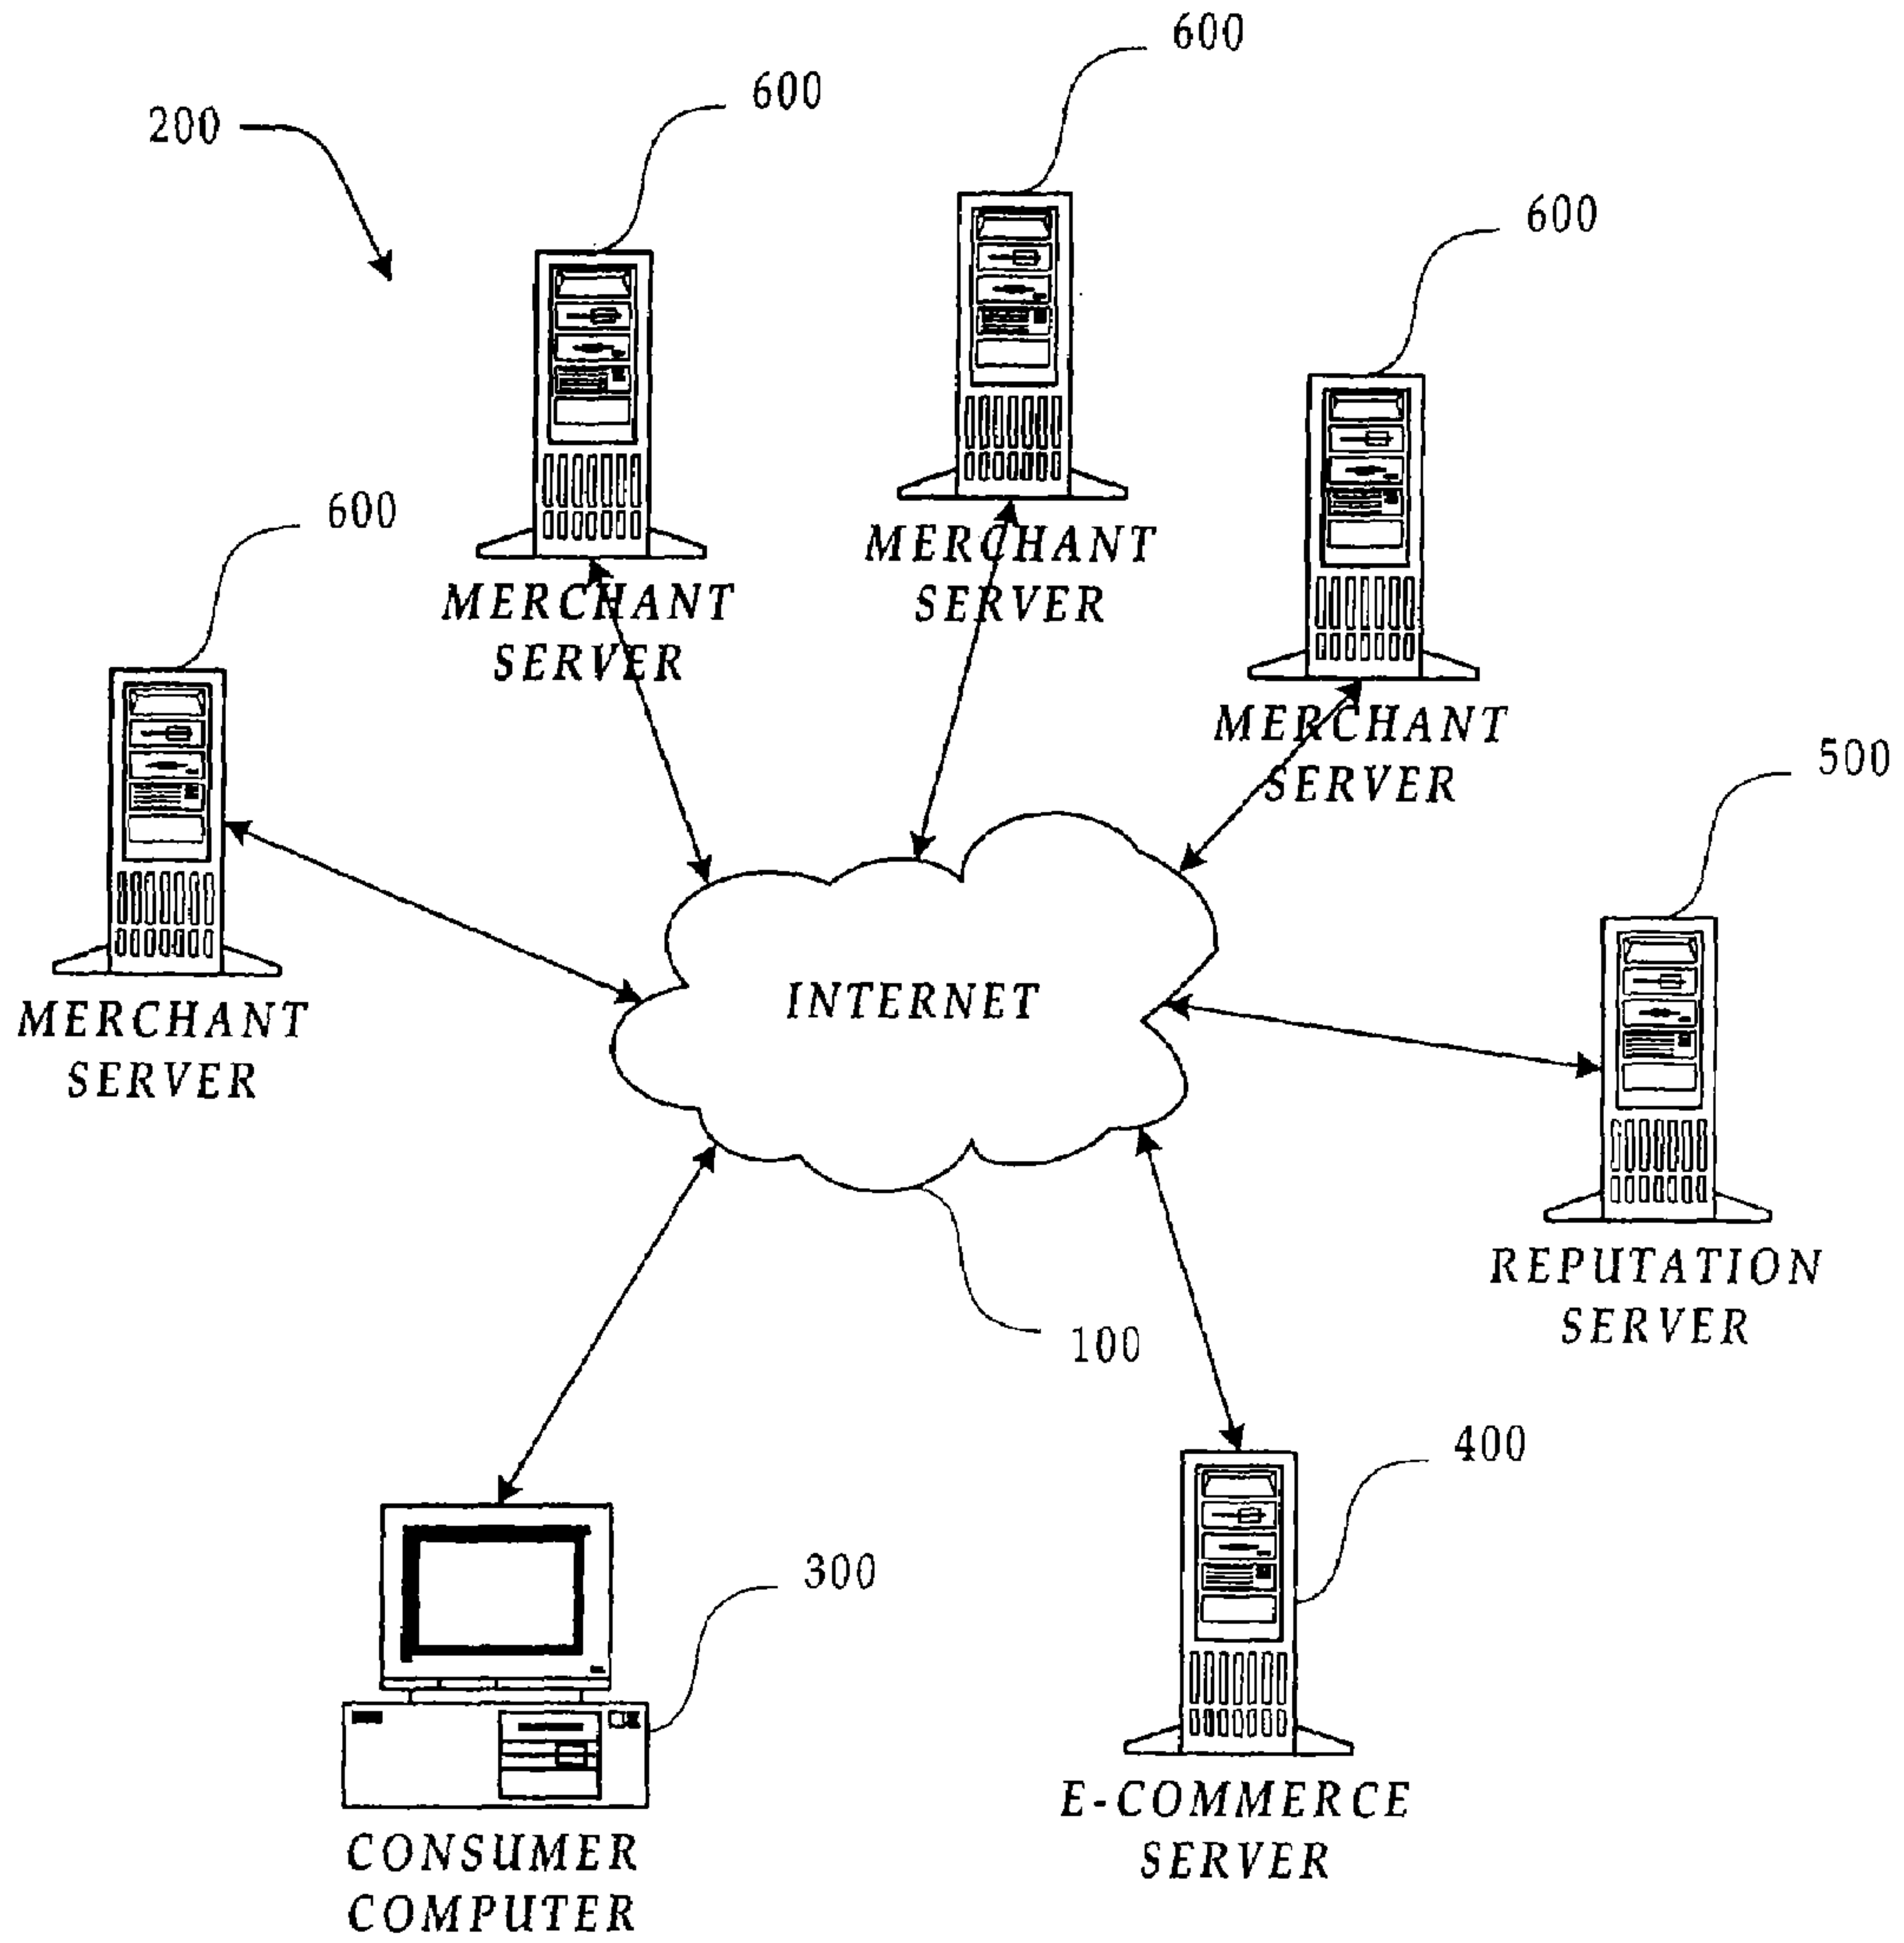 600
600
200
600
600
MERCHANT
SERVER
MERCHANT
SERVER
MERCHANT
SERVER
500
MERCHANT
SERVER
INTERNET
REPUTATION
SERVER
100
400
300
E-COMMERCE
SERVER
CONSUMER
COMPUTER